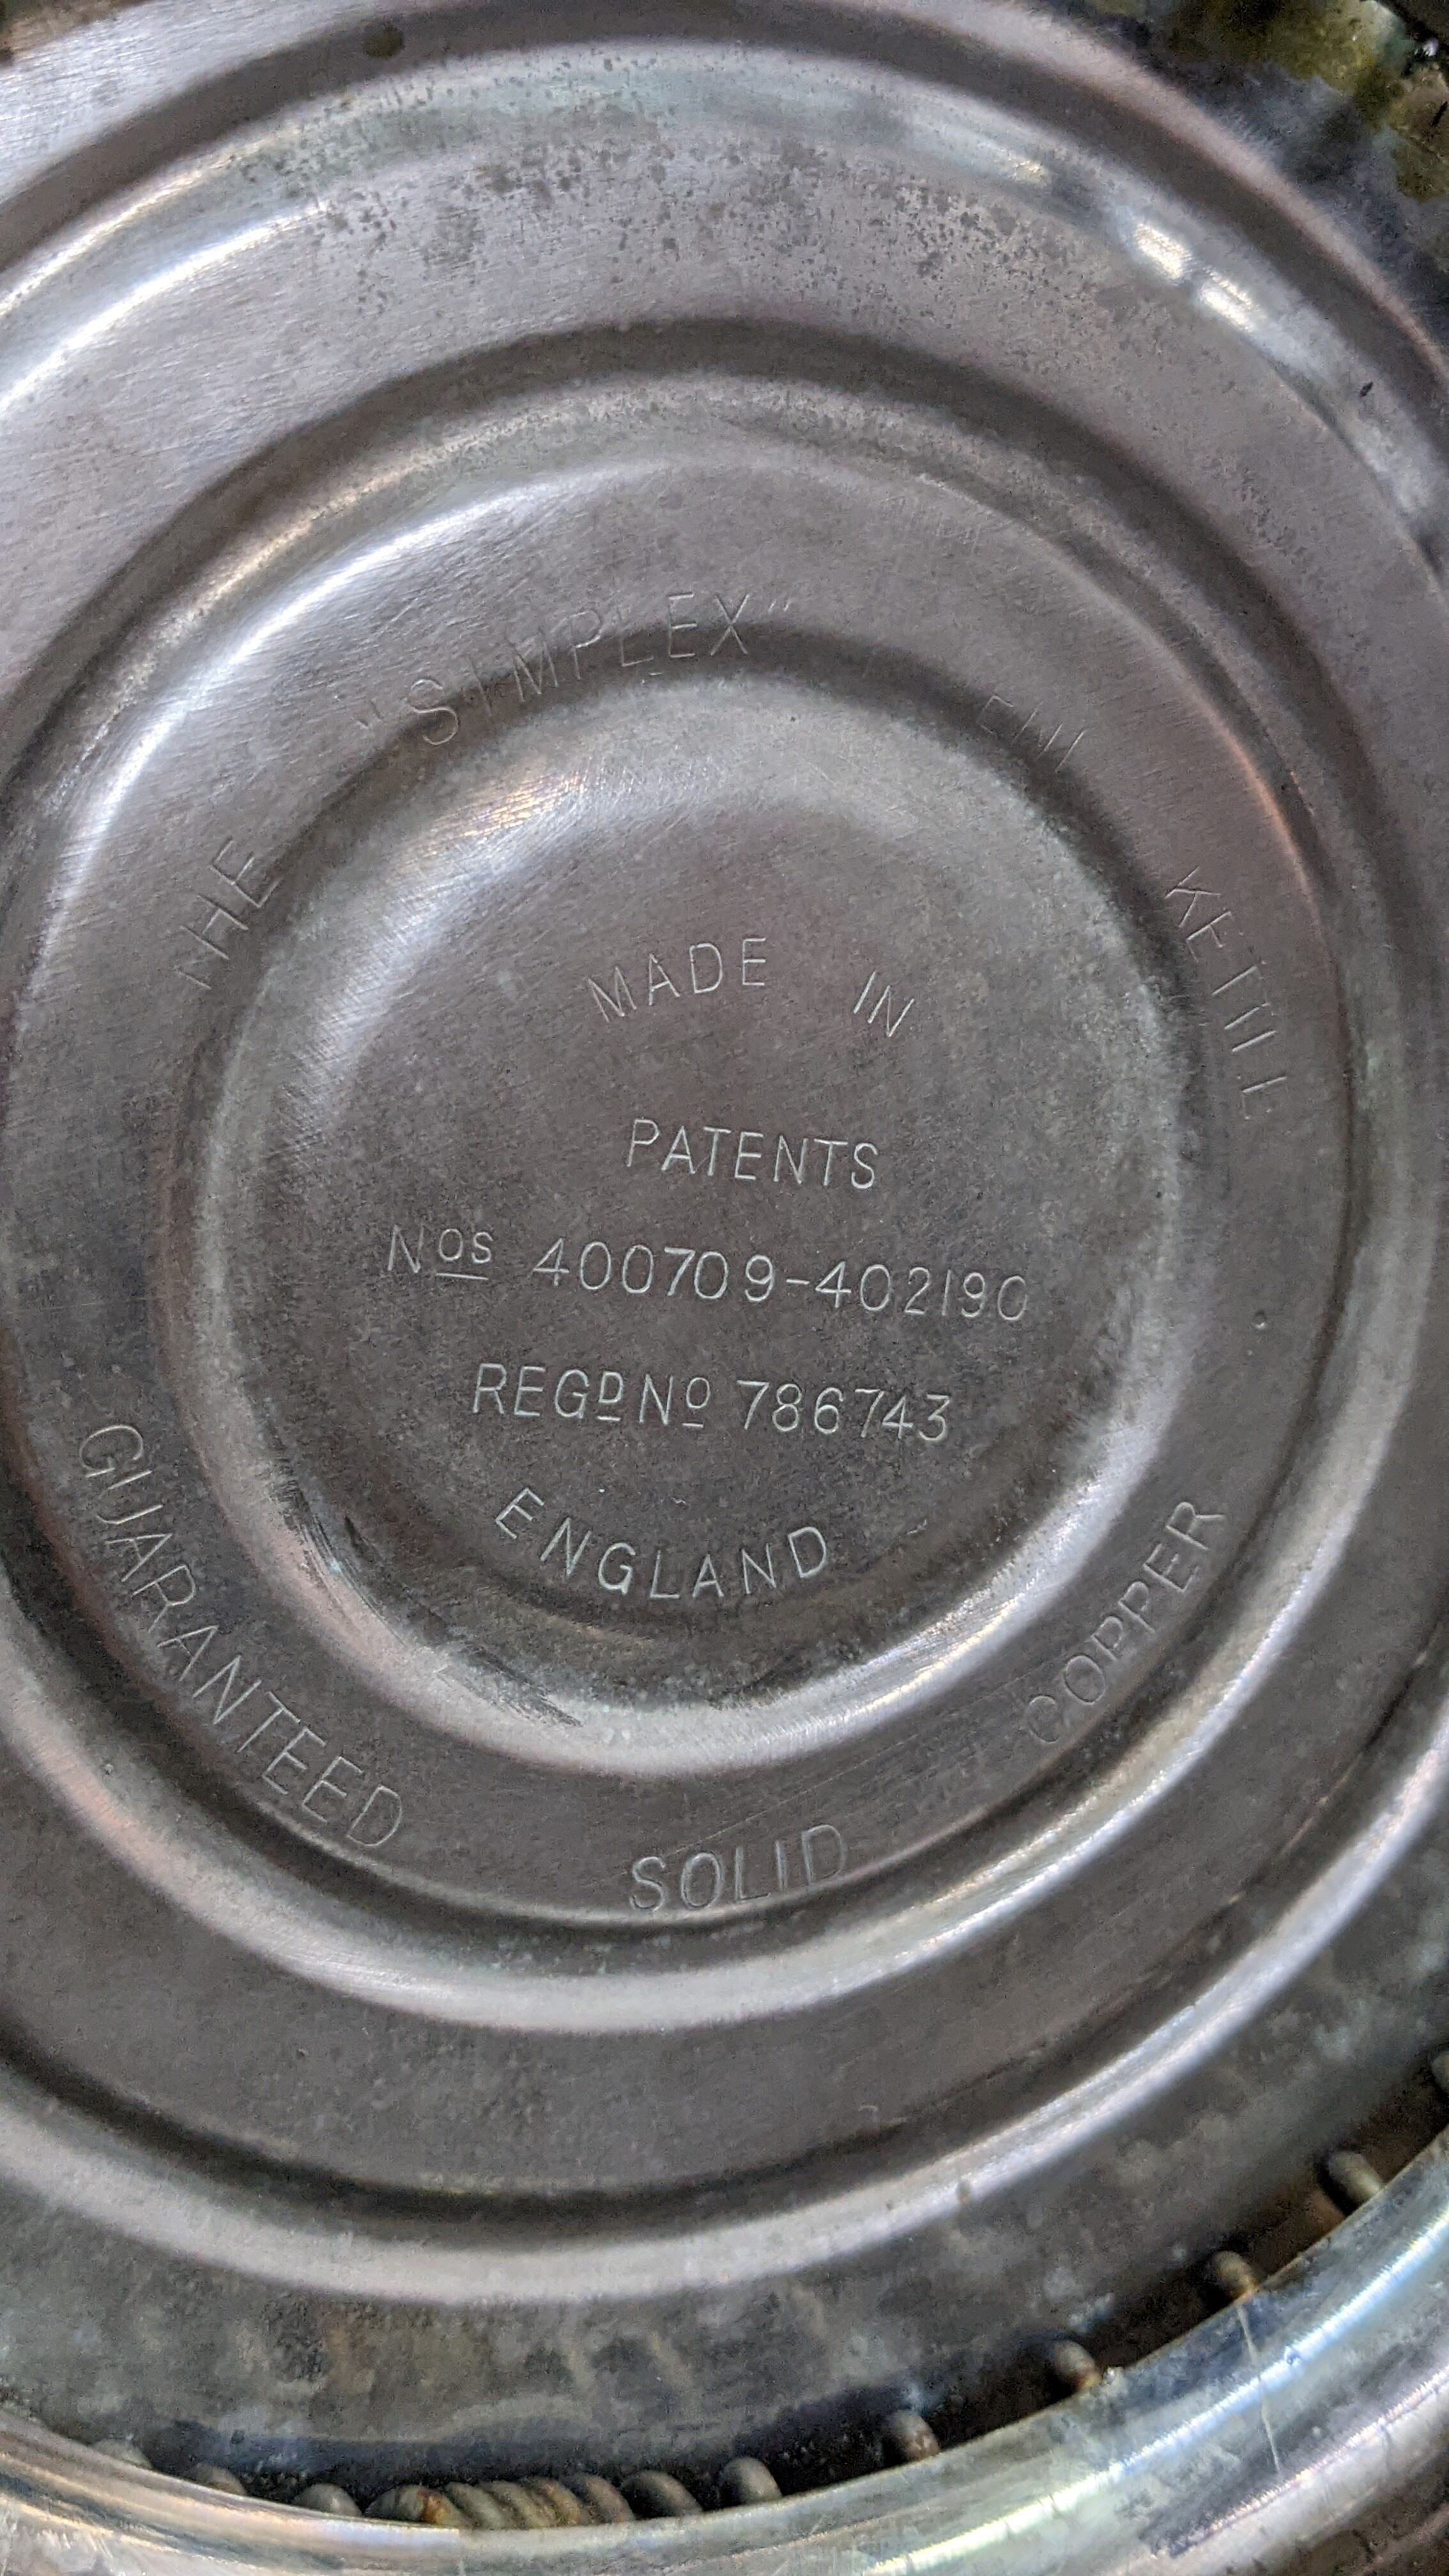 THE "SIMPLEX" KETTLE
MADE IN
PATENTS
Nos 400709-402190
REGD No 786743
ENGLAND
GUARANTEED SOLID COPPER